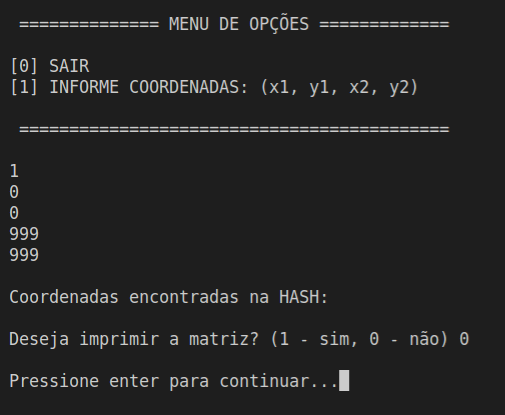 ============== MENU DE OPÇÕES =============
[0] SAIR
[1] INFORME COORDENADAS: (x1, y1, x2, y2)
===========================================
1
0
0
999
999
Coordenadas encontradas na HASH:
Deseja imprimir a matriz? (1 - sim, 0 - não) 0
Pressione enter para continuar...